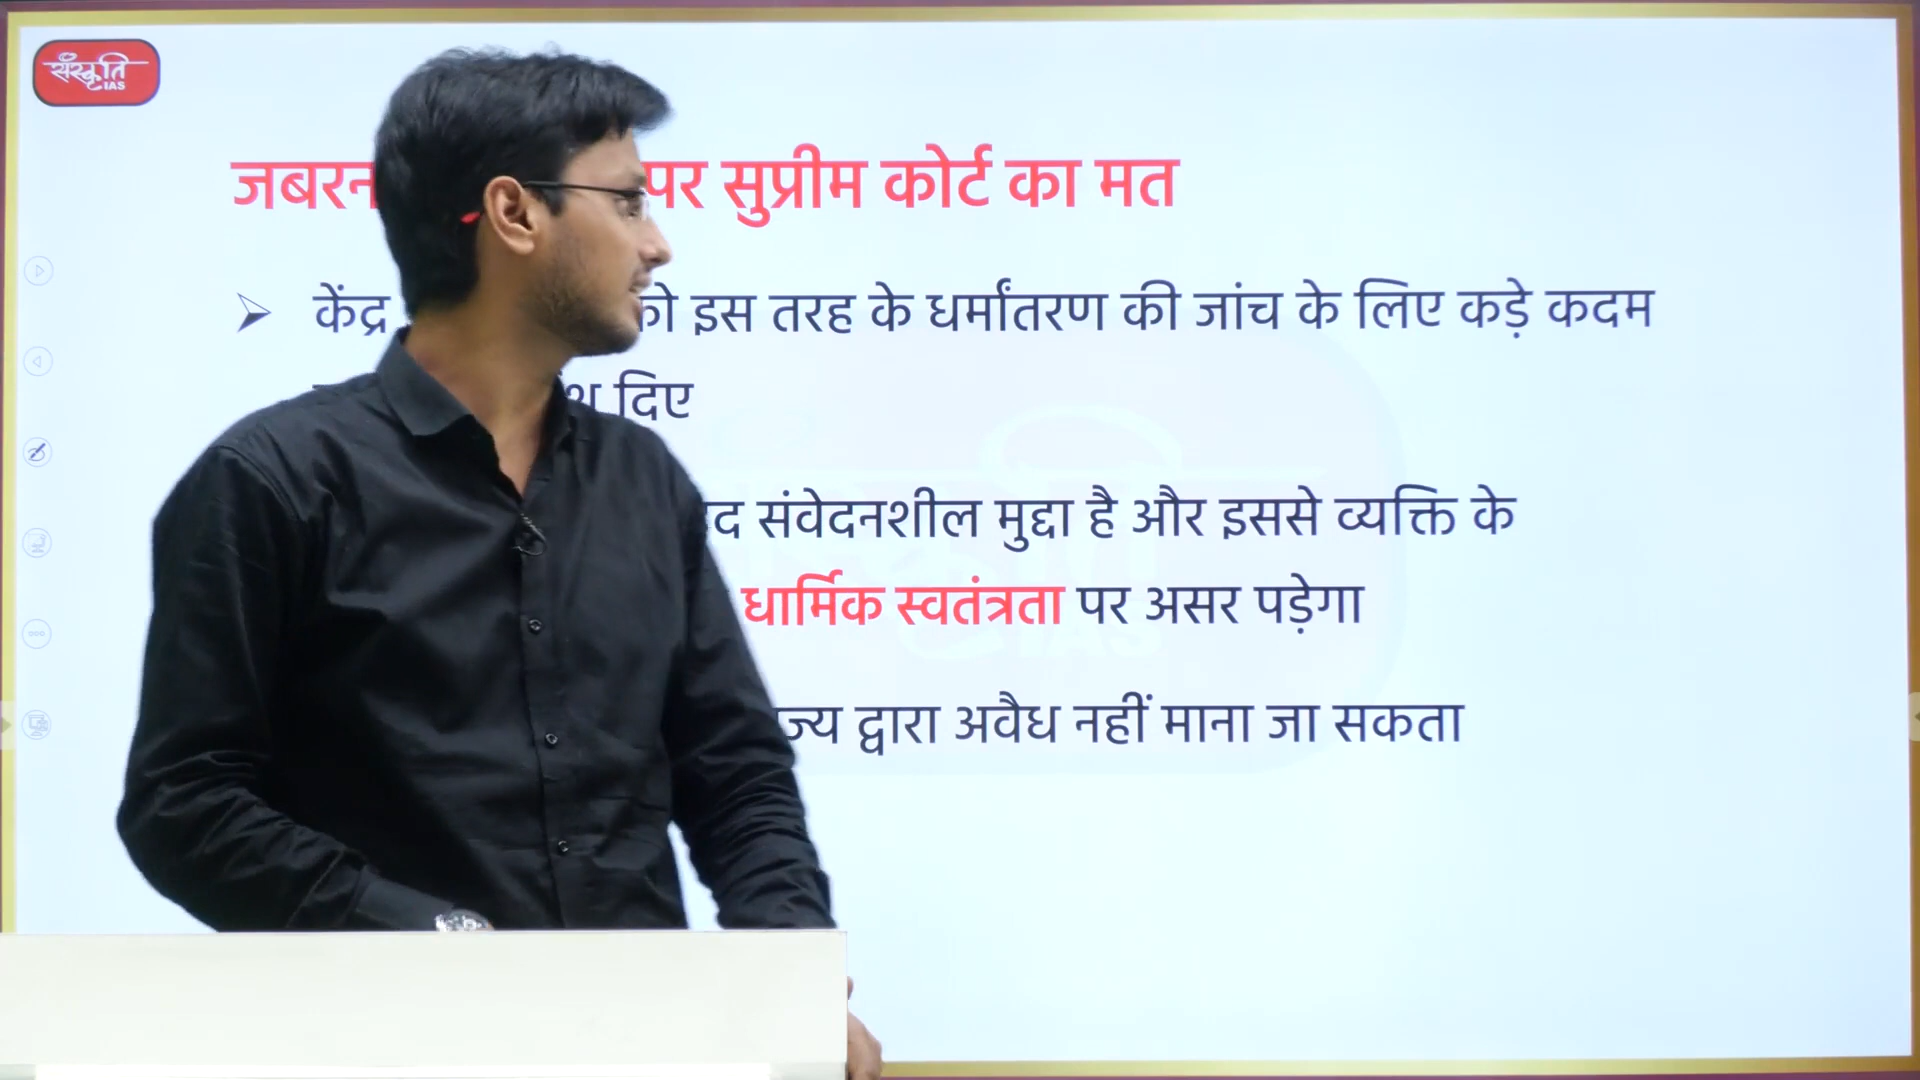 संस्कृति
IAS
पर सुप्रीम कोर्ट का मत
केंद्र को इस तरह के धर्मांतरण की जांच के लिए कड़े कदम
दिए
संवेदनशील मुद्दा है और इससे व्यक्ति के
धार्मिक स्वतंत्रता पर असर पड़ेगा
द्वारा अवैध नहीं माना जा सकता